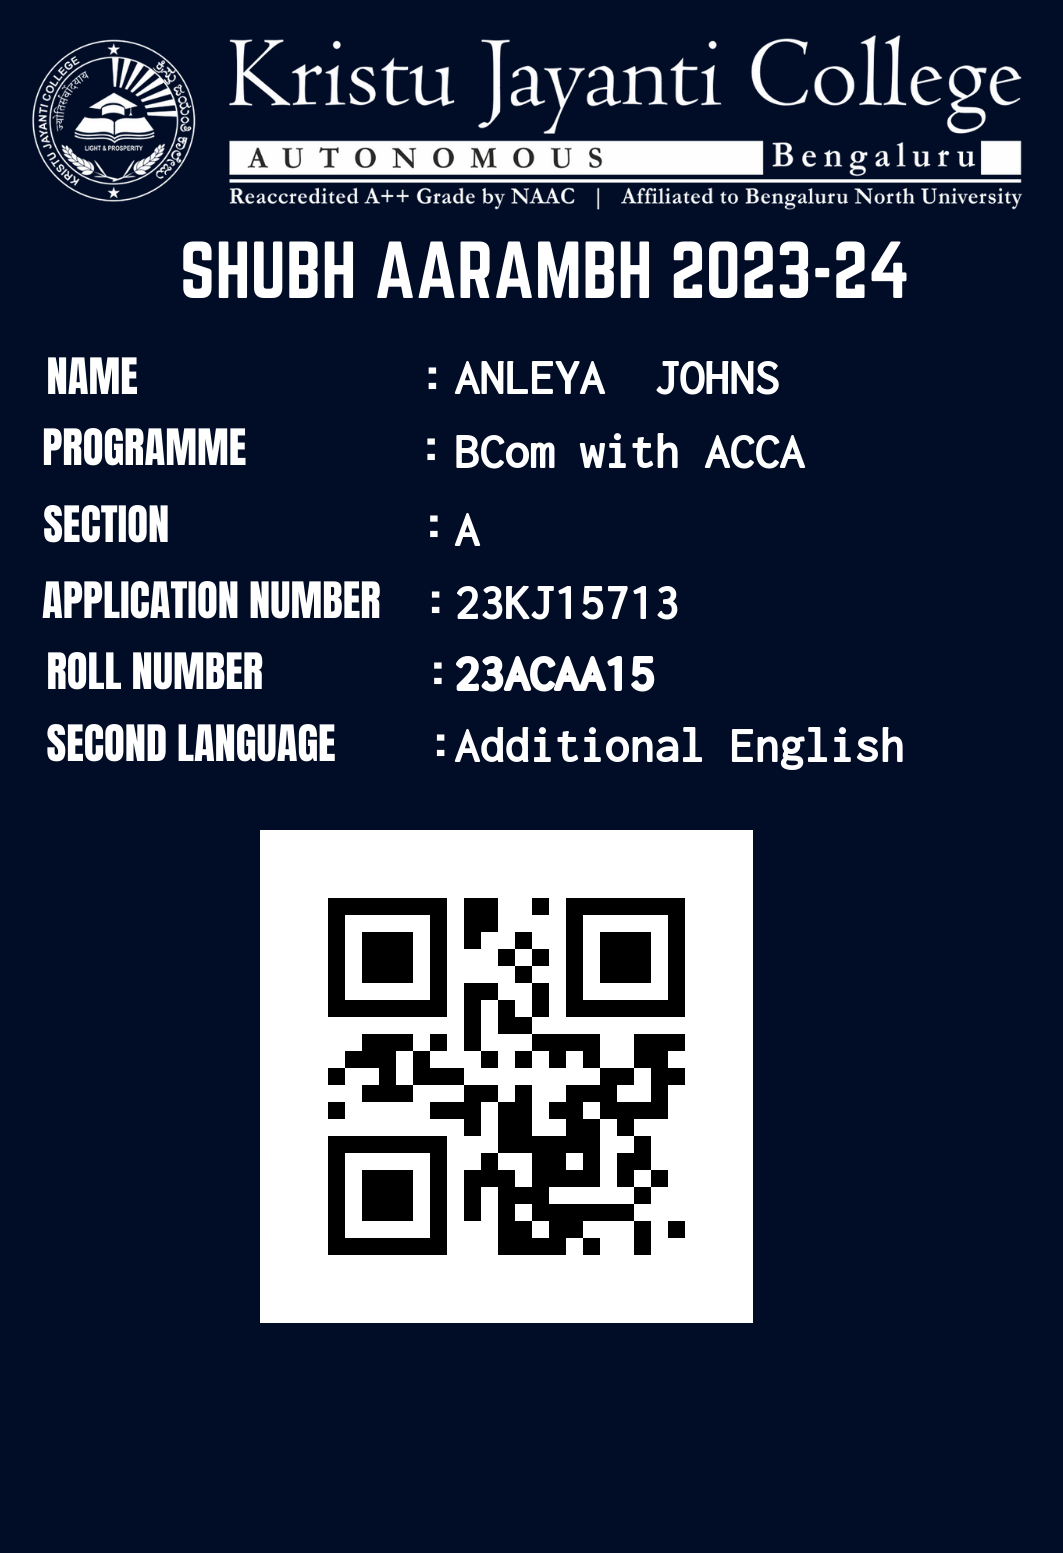 Kristu Jayanti College
AUTONOMOUS Bengaluru
Reaccredited A++ Grade by NAAC | Affiliated to Bengaluru North University
KRISTU JAYANTI COLLEGE
LIGHT & PROSPERITY
SHUBH AARAMBH 2023-24
NAME : ANLEYA JOHNS
PROGRAMME : BCom with ACCA
SECTION : A
APPLICATION NUMBER : 23KJ15713
ROLL NUMBER : 23ACAA15
SECOND LANGUAGE : Additional English